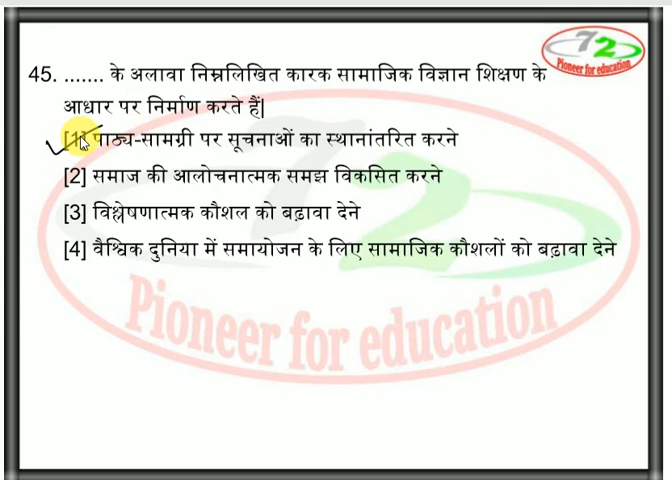 72
Pioneer for education
45. ....... के अलावा निम्नलिखित कारक सामाजिक विज्ञान शिक्षण के
आधार पर निर्माण करते हैं|
[1] पाठ्य-सामग्री पर सूचनाओं का स्थानांतरित करने
[2] समाज की आलोचनात्मक समझ विकसित करने
[3] विश्लेषणात्मक कौशल को बढ़ावा देने
[4] वैश्विक दुनिया में समायोजन के लिए सामाजिक कौशलों को बढ़ावा देने
Pioneer for education